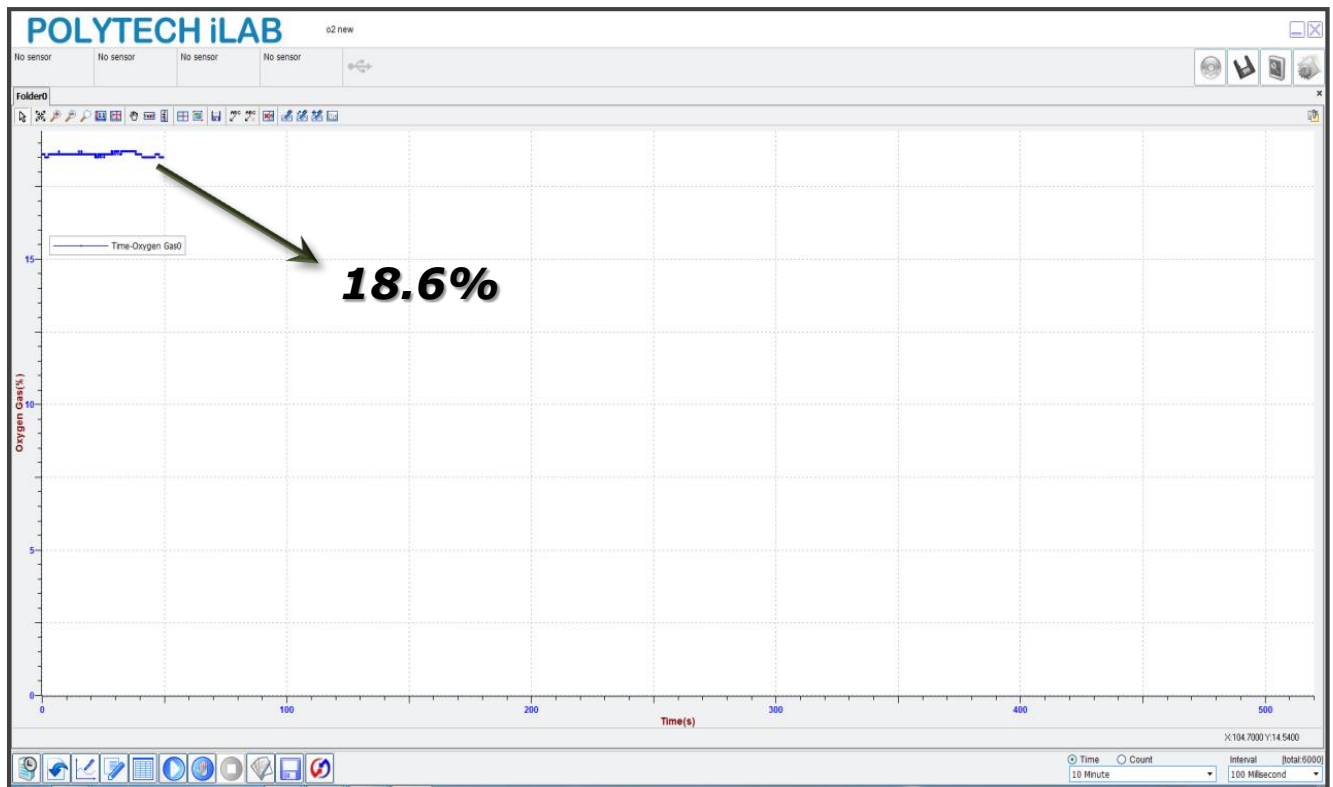 POLYTECH iLAB
o2 new
No sensor
No sensor
No sensor
No sensor
Folder0
Time-Oxygen Gas0
18.6%
Oxygen Gas(%)
15
10
5
0
0
100
200
300
400
500
Time(s)
X:104.7000 Y:14.5400
Time
Count
Interval
[total:6000]
10 Minute
100 Milisecond